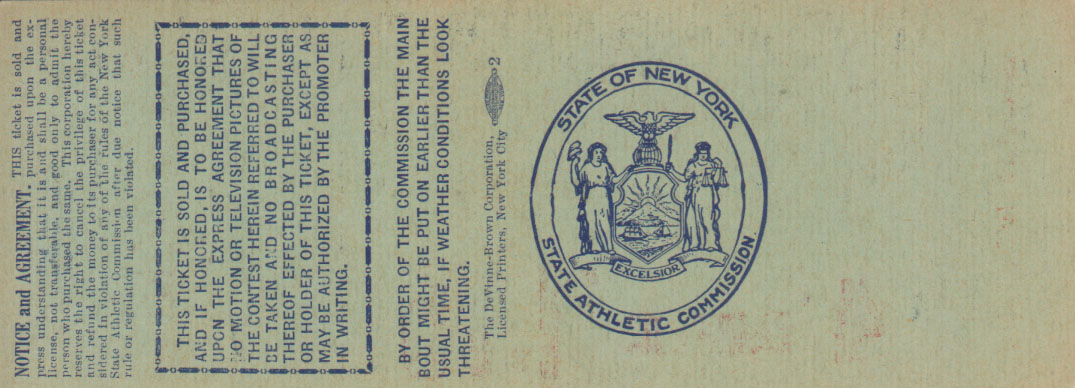 NOTICE and AGREEMENT. THIS ticket is sold and
purchased upon the ex-
press understanding that it is and shall be a personal
license, not transferable, and good only to admit the
person who purchased the same. This corporation hereby
reserves the right to cancel the privilege of this ticket
and refund the money to its purchaser for any act con-
sidered in violation of any of the rules of the New York
State Athletic Commission after due notice that such
rule or regulation has been violated.
THIS TICKET IS SOLD AND PURCHASED,
AND IF HONORED, IS TO BE HONORED
UPON THE EXPRESS AGREEMENT THAT
NO MOTION OR TELEVISION PICTURES OF
THE CONTEST HEREIN REFERRED TO WILL
BE TAKEN AND NO BROADCASTING
THEREOF EFFECTED BY THE PURCHASER
OR HOLDER OF THIS TICKET, EXCEPT AS
MAY BE AUTHORIZED BY THE PROMOTER
IN WRITING.
BY ORDER OF THE COMMISSION THE MAIN
BOUT MIGHT BE PUT ON EARLIER THAN THE
USUAL TIME, IF WEATHER CONDITIONS LOOK
THREATENING.
The DeVinne-Brown Corporation,
Licensed Printers, New York City 2
STATE OF NEW YORK
EXCELSIOR
STATE ATHLETIC COMMISSION.